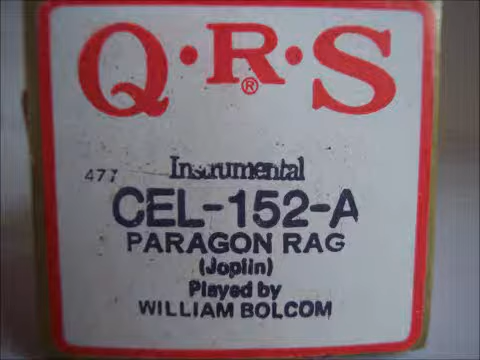 Q·R·S®
Instrumental
477
CEL-152-A
PARAGON RAG
(Joplin)
Played by
WILLIAM BOLCOM